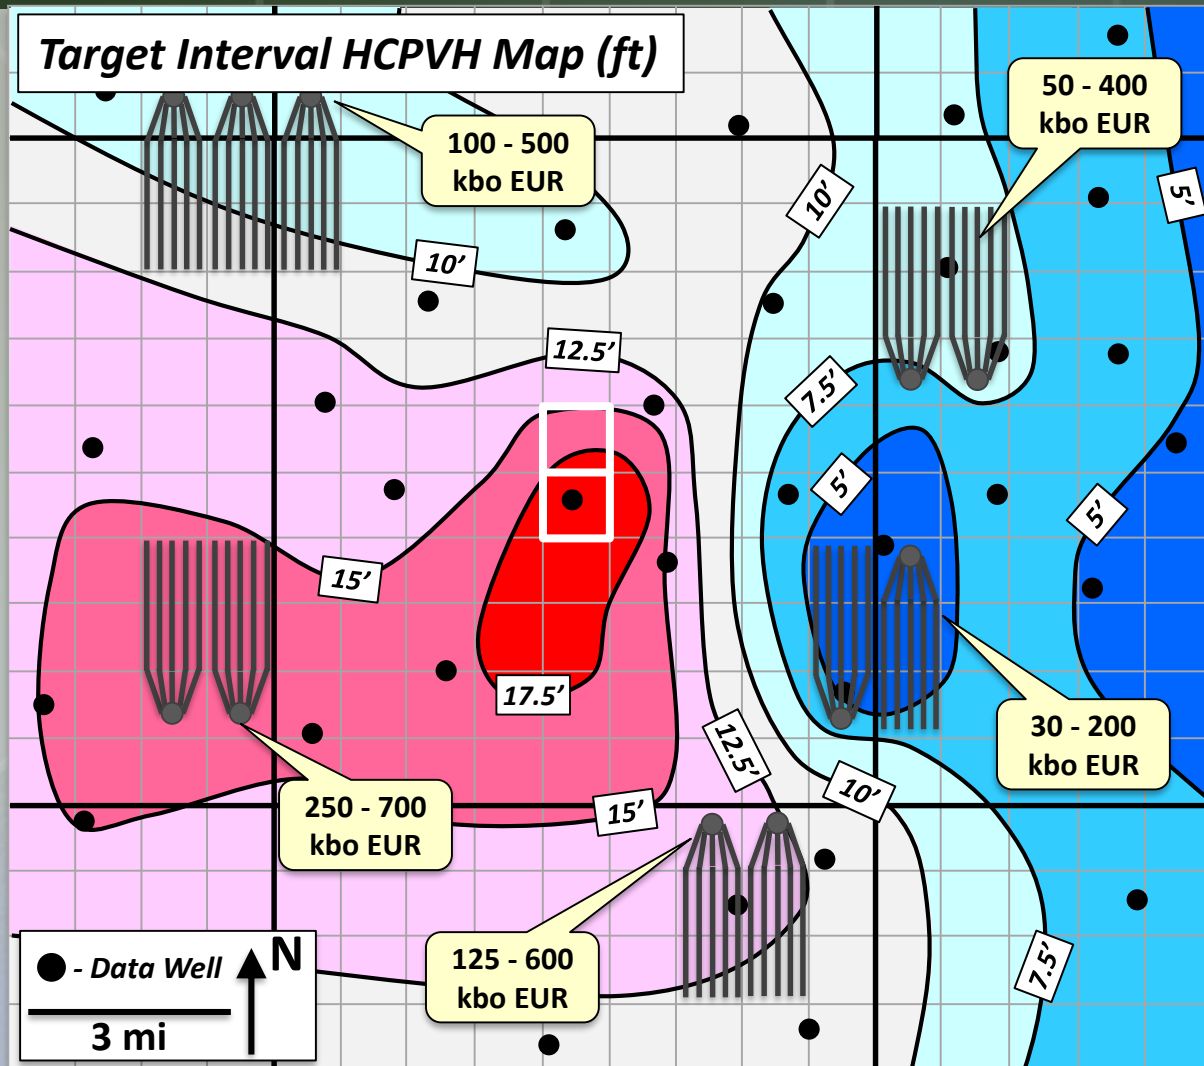 Target Interval HCPVH Map (ft)
50 - 400
kbo EUR
100 - 500
kbo EUR
10’
5’
10’
12.5’
7.5’
5’
5’
15’
17.5’
12.5’
30 - 200
kbo EUR
10’
15’
250 - 700
kbo EUR
125 - 600
kbo EUR
7.5’
- Data Well
N
3 mi